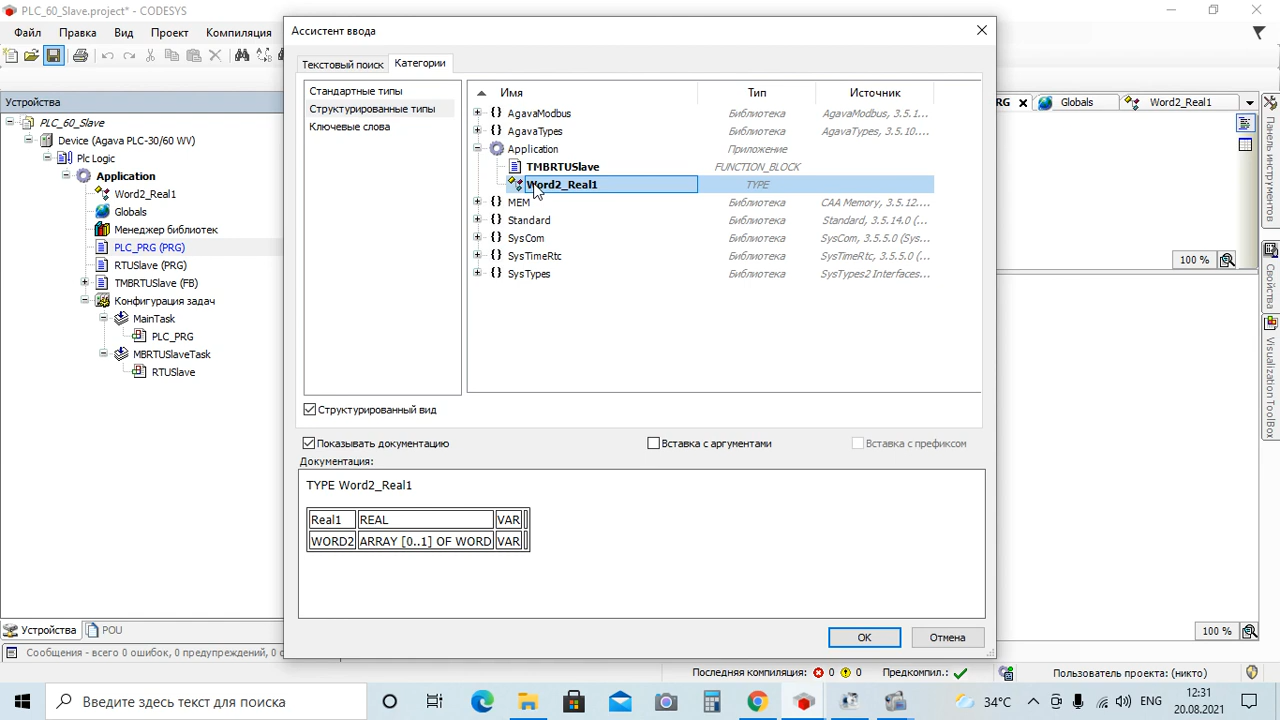 PLC_60_Slave.project* - CODESYS
Файл Правка Вид Проект Компиляция
Устройства
PLC_60_Slave
Device (Agava PLC-30/60 WV)
Plc Logic
Application
Word2_Real1
Globals
Менеджер библиотек
PLC_PRG (PRG)
RTUSlave (PRG)
TMBRTUSlave (FB)
Конфигурация задач
MainTask
PLC_PRG
MBRTUSlaveTask
RTUSlave
Устройства POU
Ассистент ввода
Текстовый поиск Категории
Стандартные типы
Структурированные типы
Ключевые слова
Имя Тип Источник
AgavaModbus Библиотека AgavaModbus, 3.5.1...
AgavaTypes Библиотека AgavaTypes, 3.5.10....
Application Приложение
TMBRTUSlave FUNCTION_BLOCK
Word2_Real1 TYPE
MEM Библиотека CAA Memory, 3.5.12....
Standard Библиотека Standard, 3.5.14.0 (...
SysCom Библиотека SysCom, 3.5.5.0 (Sys...
SysTimeRtc Библиотека SysTimeRtc, 3.5.5.0 (...
SysTypes Библиотека SysTypes2 Interfaces...
Структурированный вид
Показывать документацию Вставка с аргументами Вставка с префиксом
Документация:
TYPE Word2_Real1
Real1 REAL VAR
WORD2 ARRAY [0..1] OF WORD VAR
OK Отмена
RG Globals Word2_Real1
100 %
100 %
Панель инструментов
Свойства
Visualization ToolBox
Сообщения - всего 0 ошибок, 0 предупреждений, 0
Последняя компиляция: 0 0 Предкомпил.: Пользователь проекта: (никто)
Введите здесь текст для поиска
34°C ENG 12:31
20.08.2021